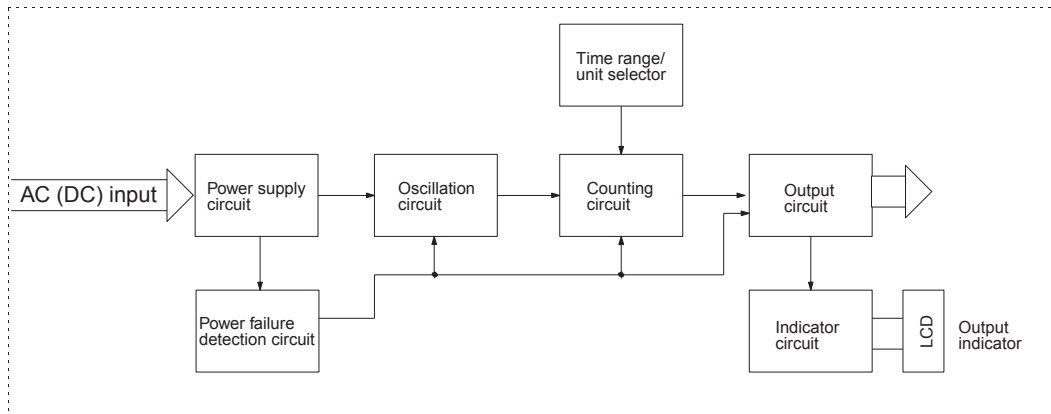 Time range/
unit selector
AC (DC) input
Power supply
circuit
Oscillation
circuit
Counting
circuit
Output
circuit
Power failure
detection circuit
Indicator
circuit
LCD
Output
indicator